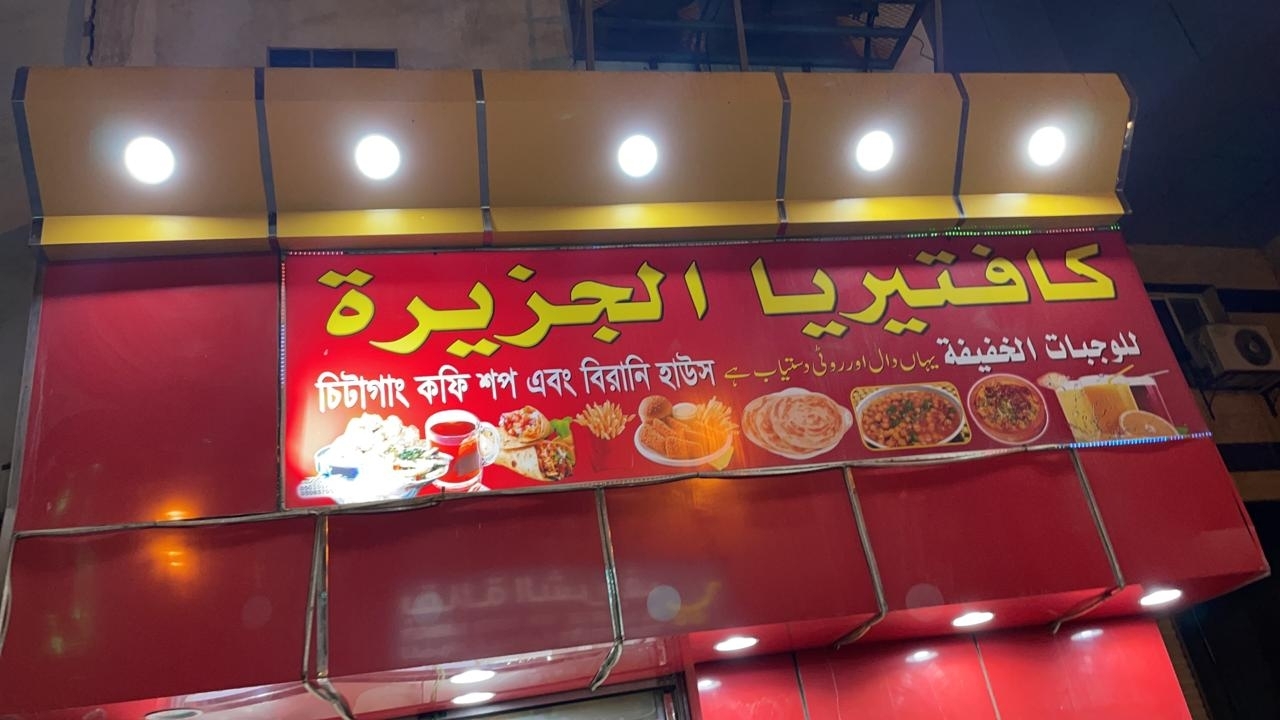 كافتيريا الجزيرة
للوجبات الخفيفة
یہاں دال اور روٹی دستیاب ہے
চিটাগাং কফি শপ এবং বিরানি হাউস